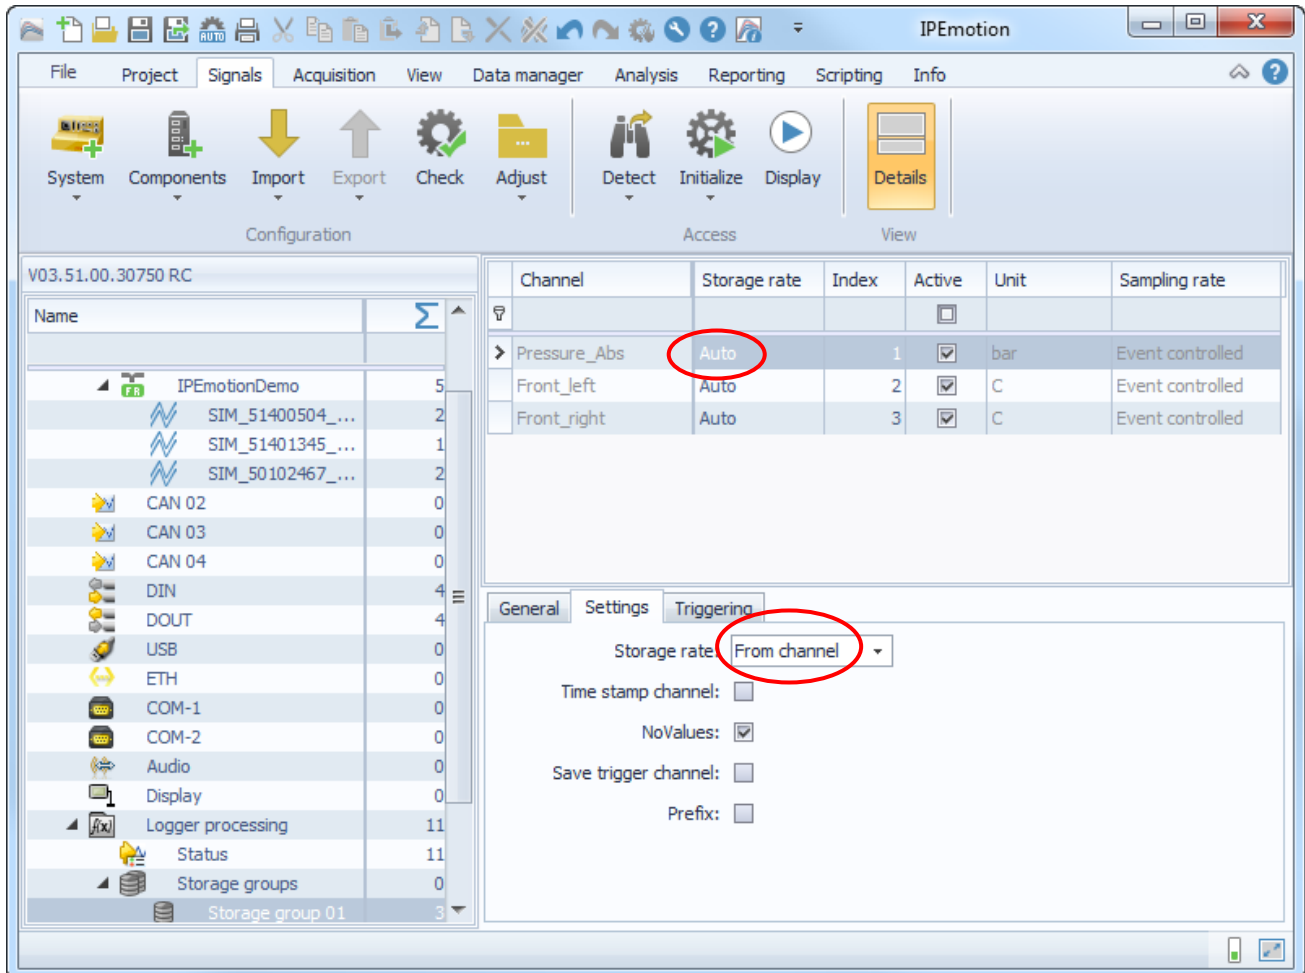 IPEmotion
File Project Signals Acquisition View Data manager Analysis Reporting Scripting Info
System Components Import Export Check Adjust Detect Initialize Display Details
Configuration Access View
V03.51.00.30750 RC
Name
IPEmotionDemo 5
SIM_51400504_... 2
SIM_51401345_... 1
SIM_50102467_... 2
CAN 02 0
CAN 03 0
CAN 04 0
DIN 4
DOUT 4
USB 0
ETH 0
COM-1 0
COM-2 0
Audio 0
Display 0
Logger processing 11
Status 11
Storage groups 0
Storage group 01 3
Channel Storage rate Index Active Unit Sampling rate
Pressure_Abs Auto 1 bar Event controlled
Front_left Auto 2 C Event controlled
Front_right Auto 3 C Event controlled
General Settings Triggering
Storage rate: From channel
Time stamp channel:
NoValues:
Save trigger channel:
Prefix: